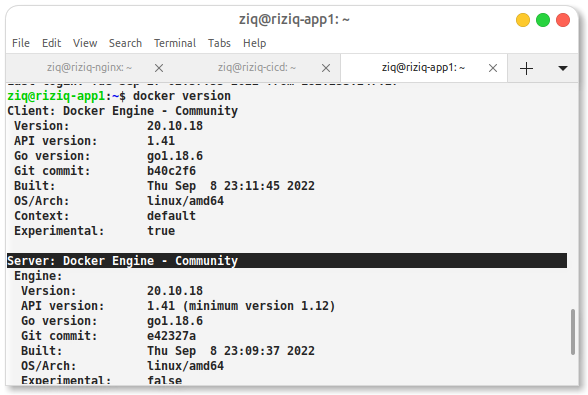 ziq@riziq-app1: ~
File Edit View Search Terminal Tabs Help
ziq@riziq-nginx: ~ ziq@riziq-cicd: ~ ziq@riziq-app1: ~
ziq@riziq-app1:~$ docker version
Client: Docker Engine - Community
Version: 20.10.18
API version: 1.41
Go version: go1.18.6
Git commit: b40c2f6
Built: Thu Sep 8 23:11:45 2022
OS/Arch: linux/amd64
Context: default
Experimental: true
Server: Docker Engine - Community
Engine:
Version: 20.10.18
API version: 1.41 (minimum version 1.12)
Go version: go1.18.6
Git commit: e42327a
Built: Thu Sep 8 23:09:37 2022
OS/Arch: linux/amd64
Experimental: false